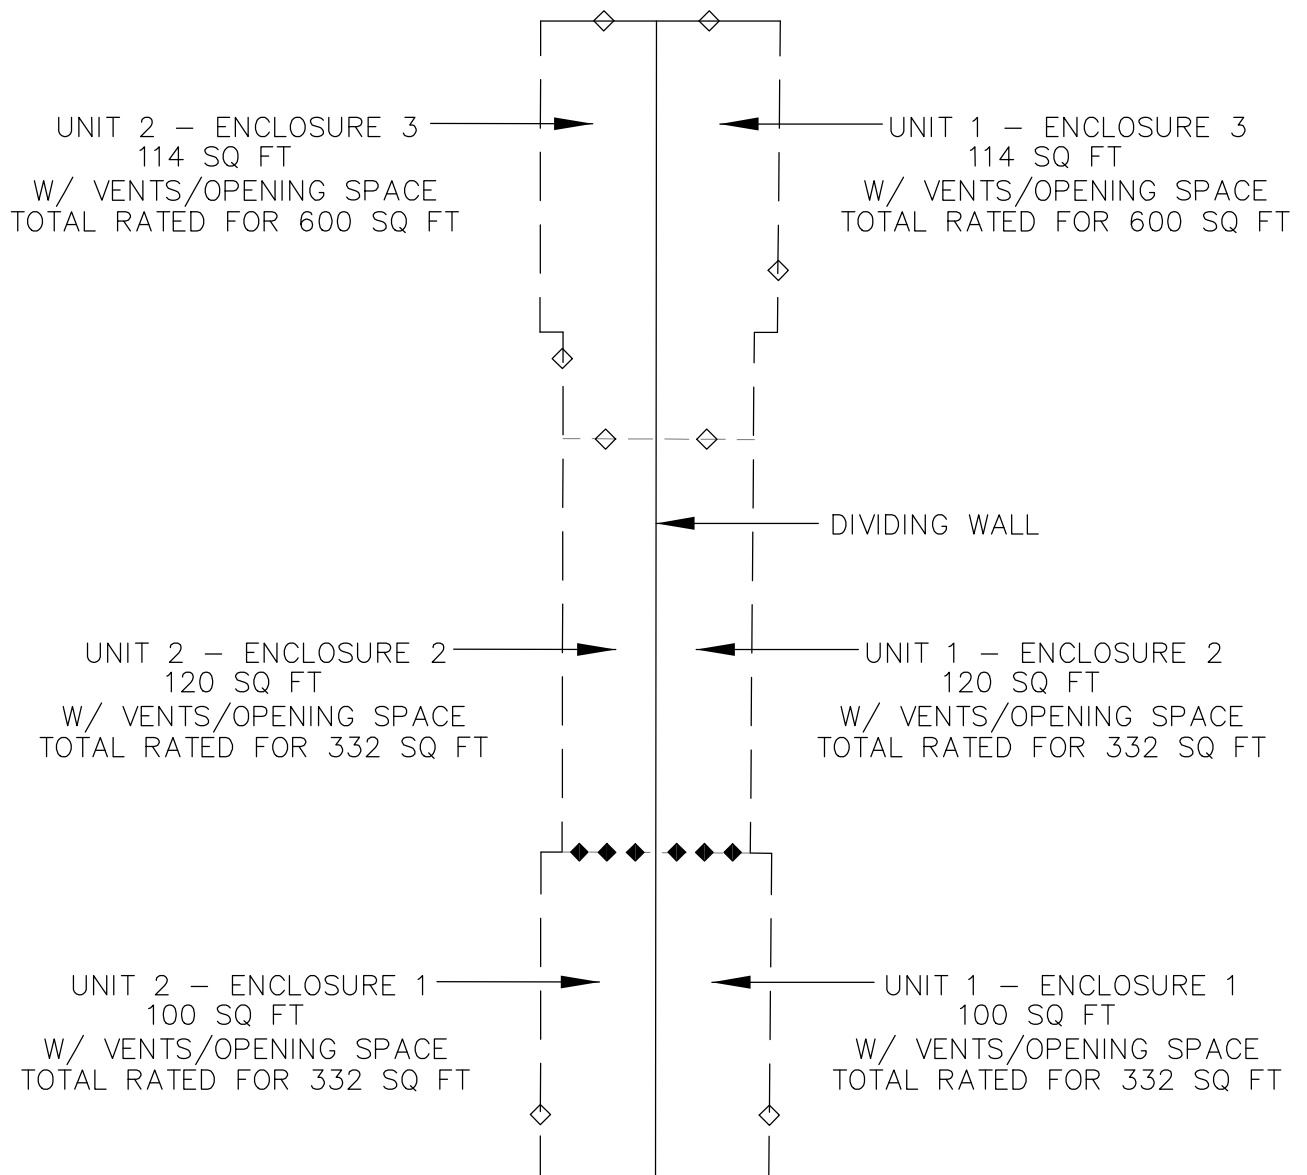 UNIT 2 – ENCLOSURE 3
114 SQ FT
W/ VENTS/OPENING SPACE
TOTAL RATED FOR 600 SQ FT
UNIT 1 – ENCLOSURE 3
114 SQ FT
W/ VENTS/OPENING SPACE
TOTAL RATED FOR 600 SQ FT
DIVIDING WALL
UNIT 2 – ENCLOSURE 2
120 SQ FT
W/ VENTS/OPENING SPACE
TOTAL RATED FOR 332 SQ FT
UNIT 1 – ENCLOSURE 2
120 SQ FT
W/ VENTS/OPENING SPACE
TOTAL RATED FOR 332 SQ FT
UNIT 2 – ENCLOSURE 1
100 SQ FT
W/ VENTS/OPENING SPACE
TOTAL RATED FOR 332 SQ FT
UNIT 1 – ENCLOSURE 1
100 SQ FT
W/ VENTS/OPENING SPACE
TOTAL RATED FOR 332 SQ FT